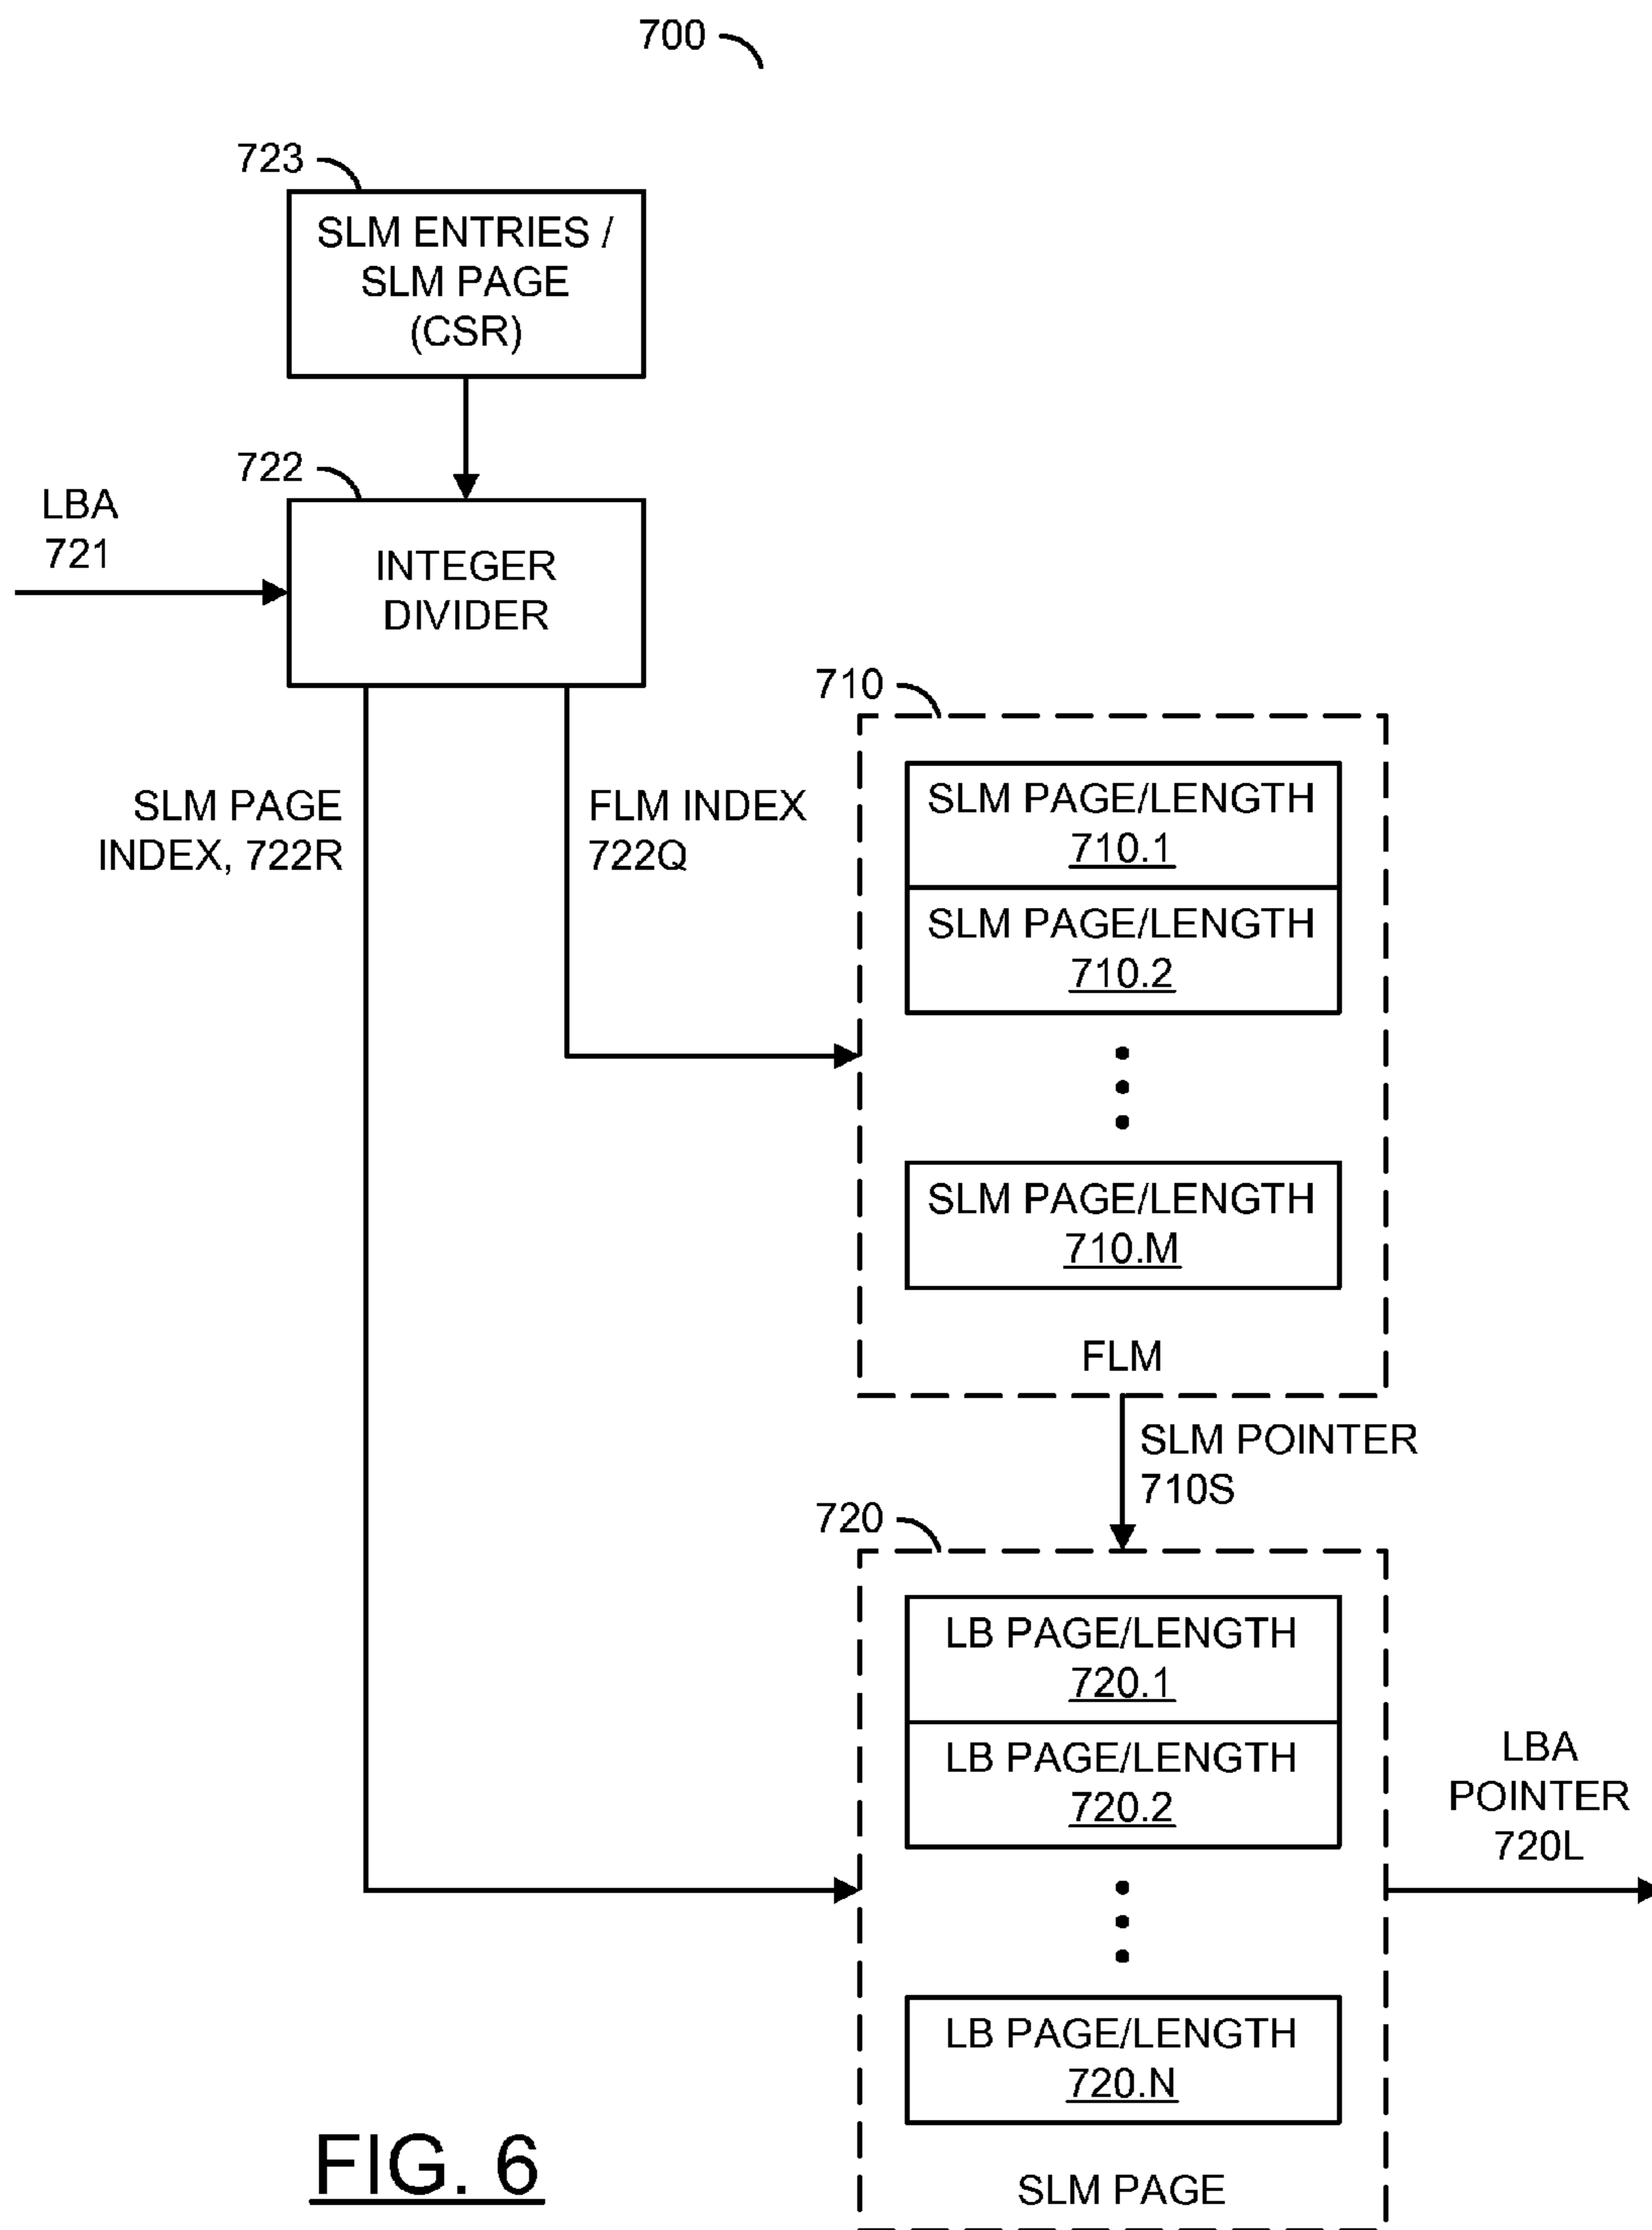 700
723
SLM ENTRIES /
SLM PAGE
(CSR)
722
LBA
721
INTEGER
DIVIDER
710
SLM PAGE
INDEX, 722R
FLM INDEX
722Q
SLM PAGE/LENGTH
710.1
SLM PAGE/LENGTH
710.2
SLM PAGE/LENGTH
710.M
FLM
SLM POINTER
710S
720
LB PAGE/LENGTH
720.1
LB PAGE/LENGTH
720.2
LBA
POINTER
720L
LB PAGE/LENGTH
720.N
SLM PAGE
FIG. 6